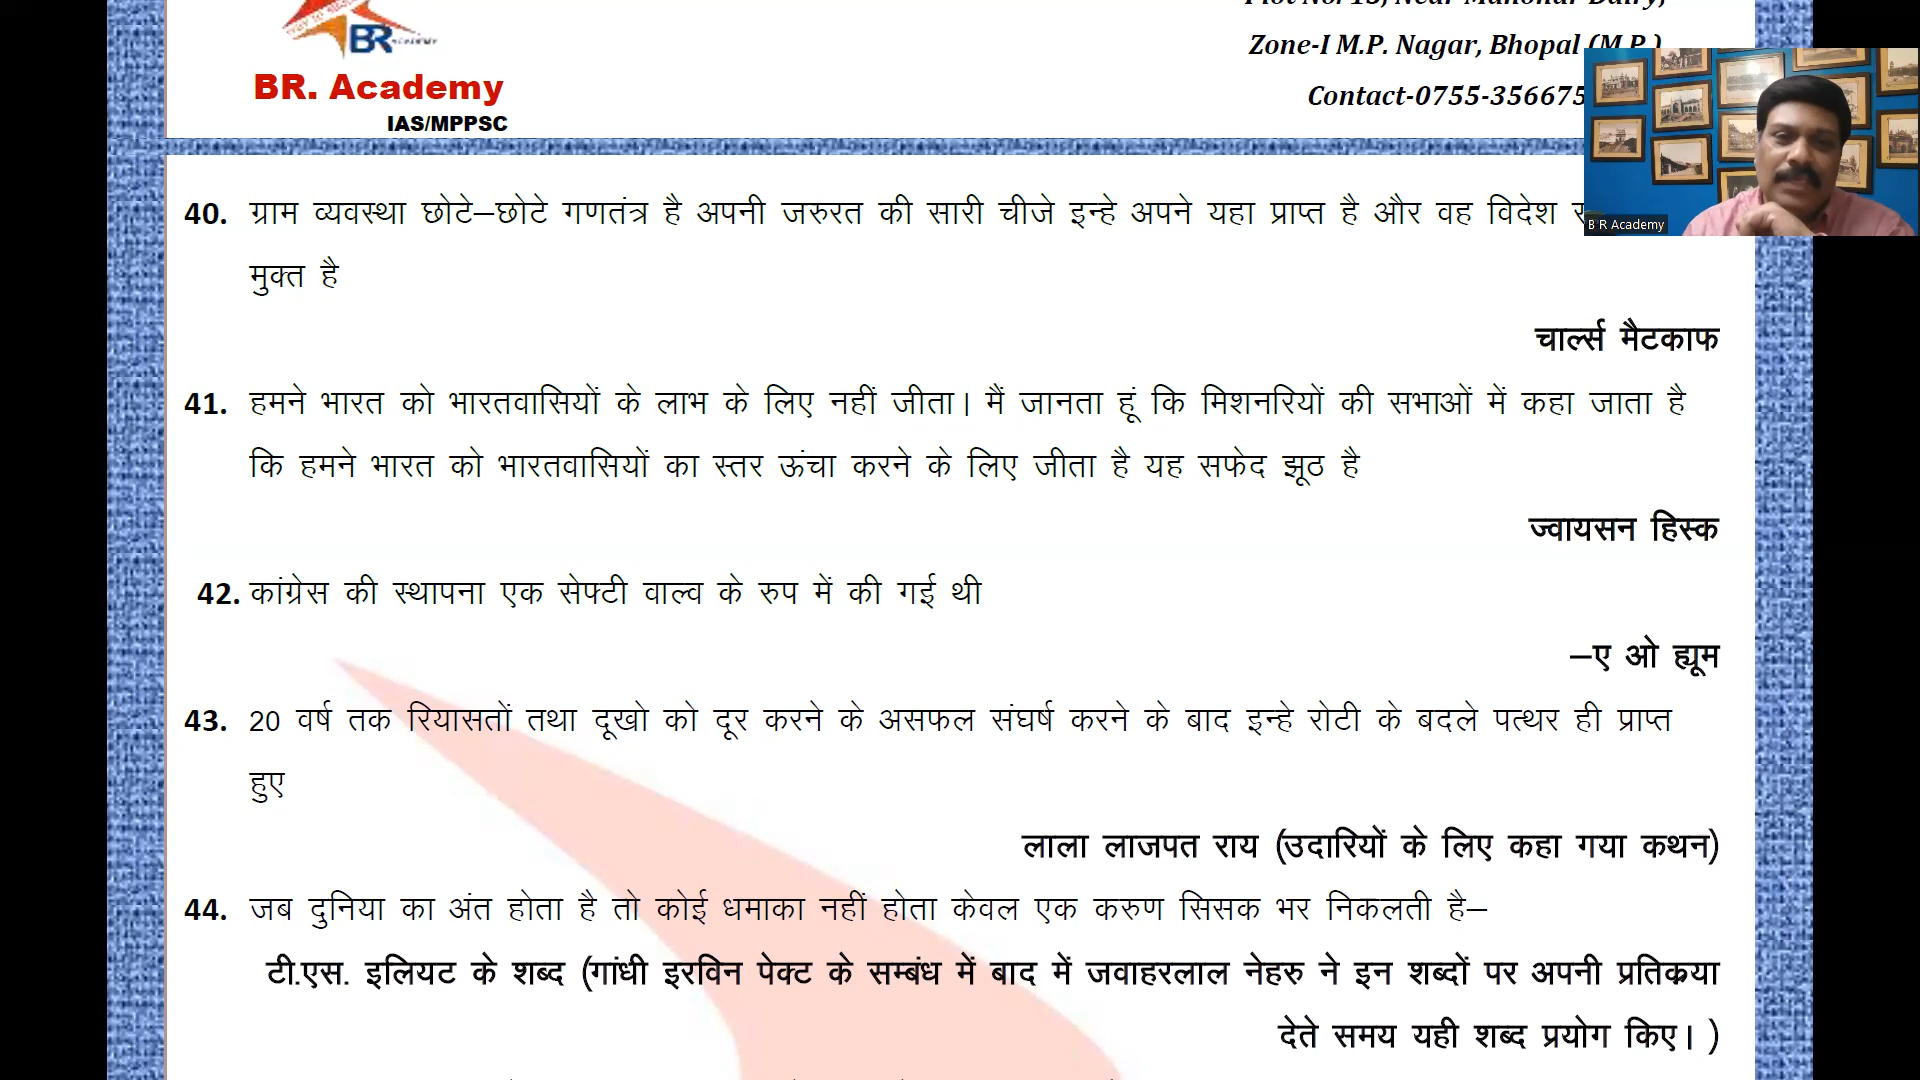 BR ACADEMY
BR. Academy
IAS/MPPSC
Zone-I M.P. Nagar, Bhopal (M.P.)
Contact-0755-356675
B R Academy
40. ग्राम व्यवस्था छोटे–छोटे गणतंत्र है अपनी जरुरत की सारी चीजे इन्हे अपने यहा प्राप्त है और वह विदेश
मुक्त है
चार्ल्स मैटकाफ
41. हमने भारत को भारतवासियों के लाभ के लिए नहीं जीता। मैं जानता हूं कि मिशनरियों की सभाओं में कहा जाता है
कि हमने भारत को भारतवासियों का स्तर ऊंचा करने के लिए जीता है यह सफेद झूठ है
ज्वायसन हिस्क
42. कांग्रेस की स्थापना एक सेफ्टी वाल्व के रुप में की गई थी
–ए ओ ह्यूम
43. 20 वर्ष तक रियासतों तथा दूखो को दूर करने के असफल संघर्ष करने के बाद इन्हे रोटी के बदले पत्थर ही प्राप्त
हुए
लाला लाजपत राय (उदारियों के लिए कहा गया कथन)
44. जब दुनिया का अंत होता है तो कोई धमाका नहीं होता केवल एक करुण सिसक भर निकलती है–
टी.एस. इलियट के शब्द (गांधी इरविन पेक्ट के सम्बंध में बाद में जवाहरलाल नेहरु ने इन शब्दों पर अपनी प्रतिक्रया
देते समय यही शब्द प्रयोग किए। )